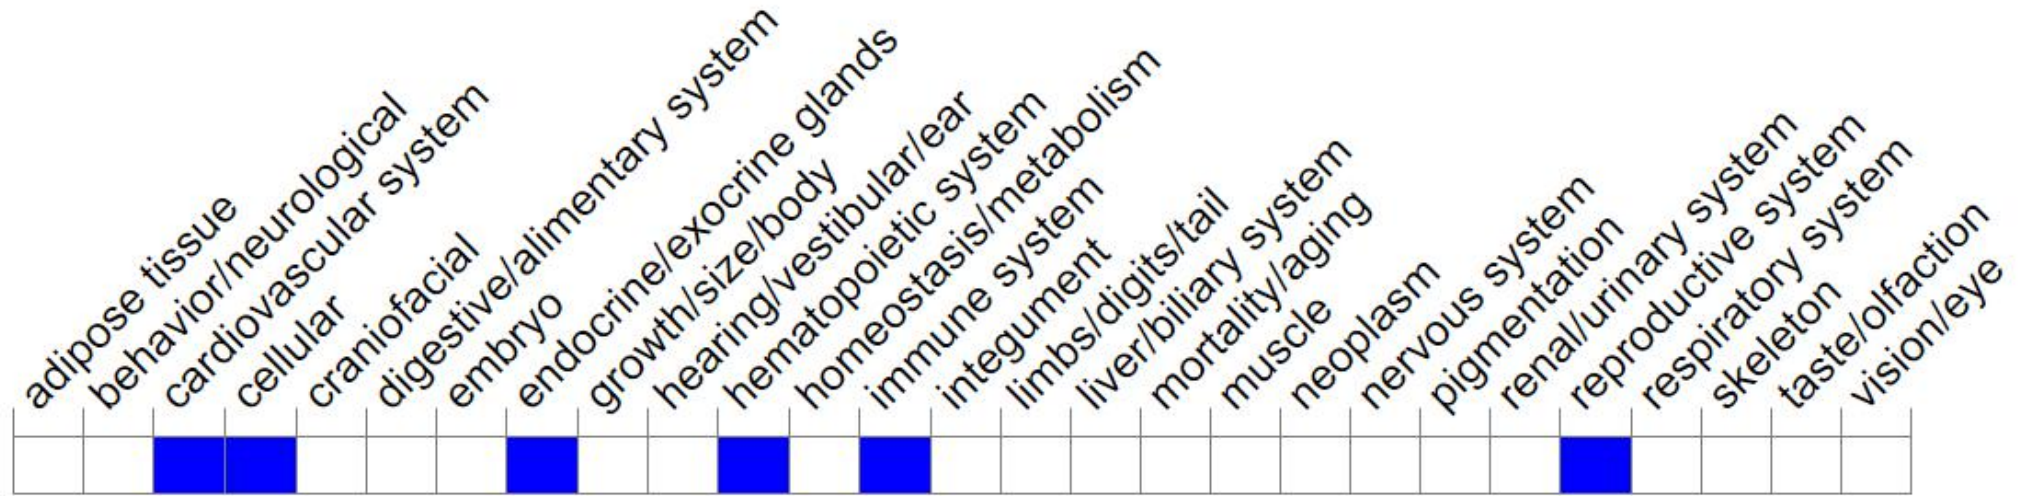 adipose tissue
behavior/neurological
cardiovascular system
cellular
craniofacial
digestive/alimentary system
embryo
endocrine/exocrine glands
growth/size/body
hearing/vestibular/ear
hematopoietic system
homeostasis/metabolism
immune system
integument
limbs/digits/tail
liver/biliary system
mortality/aging
muscle
neoplasm
nervous system
pigmentation
renal/urinary system
reproductive system
respiratory system
skeleton
taste/olfaction
vision/eye